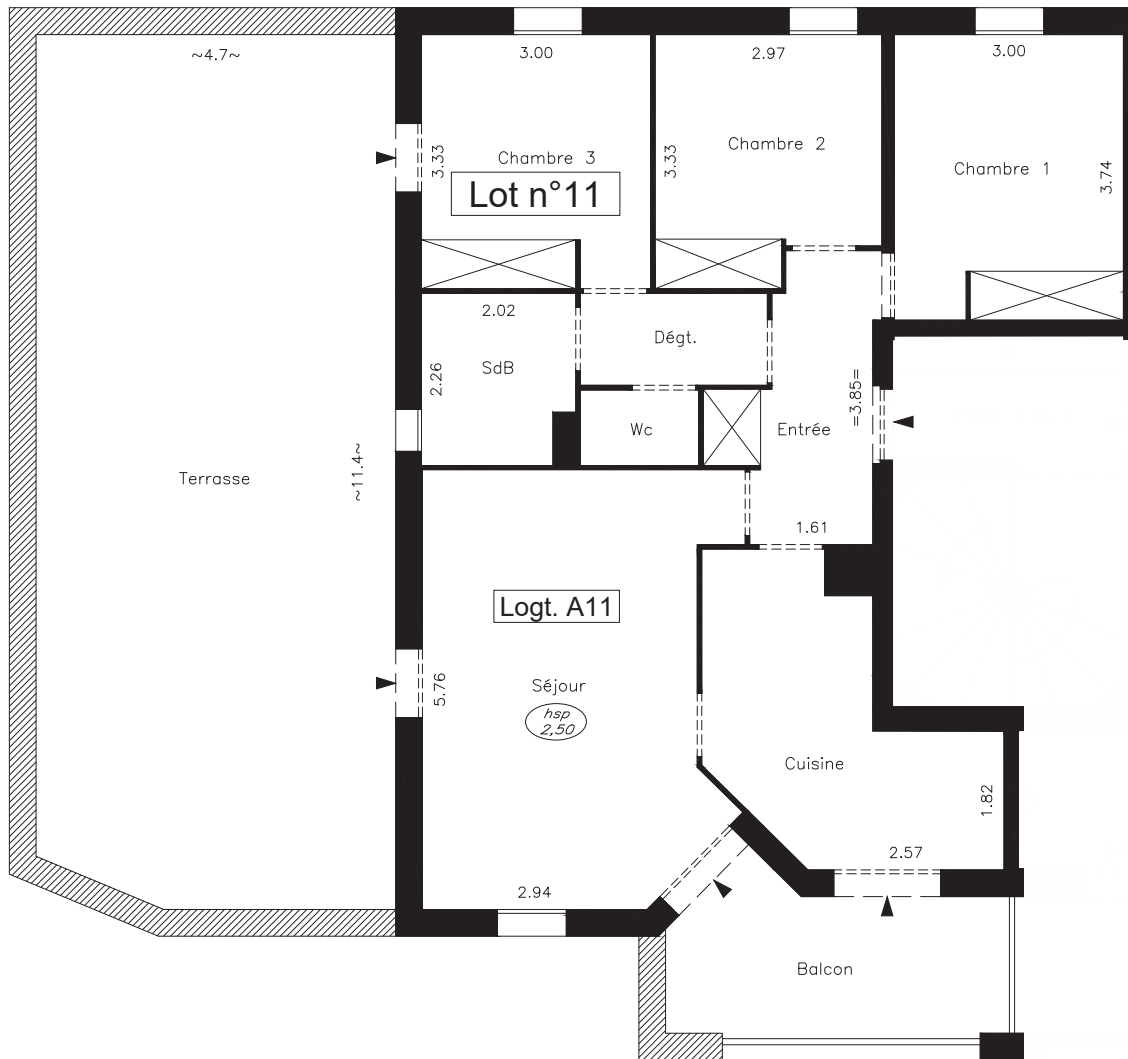 ~4.7~
3.00
2.97
3.00
Chambre 3
3.33
Lot n°11
Chambre 2
3.33
Chambre 1
3.74
2.02
SdB
2.26
Dégt.
Wc
Entrée
=3.85=
Terrasse
~11.4~
1.61
Logt. A11
Séjour
hsp
2,50
5.76
Cuisine
1.82
2.57
2.94
Balcon